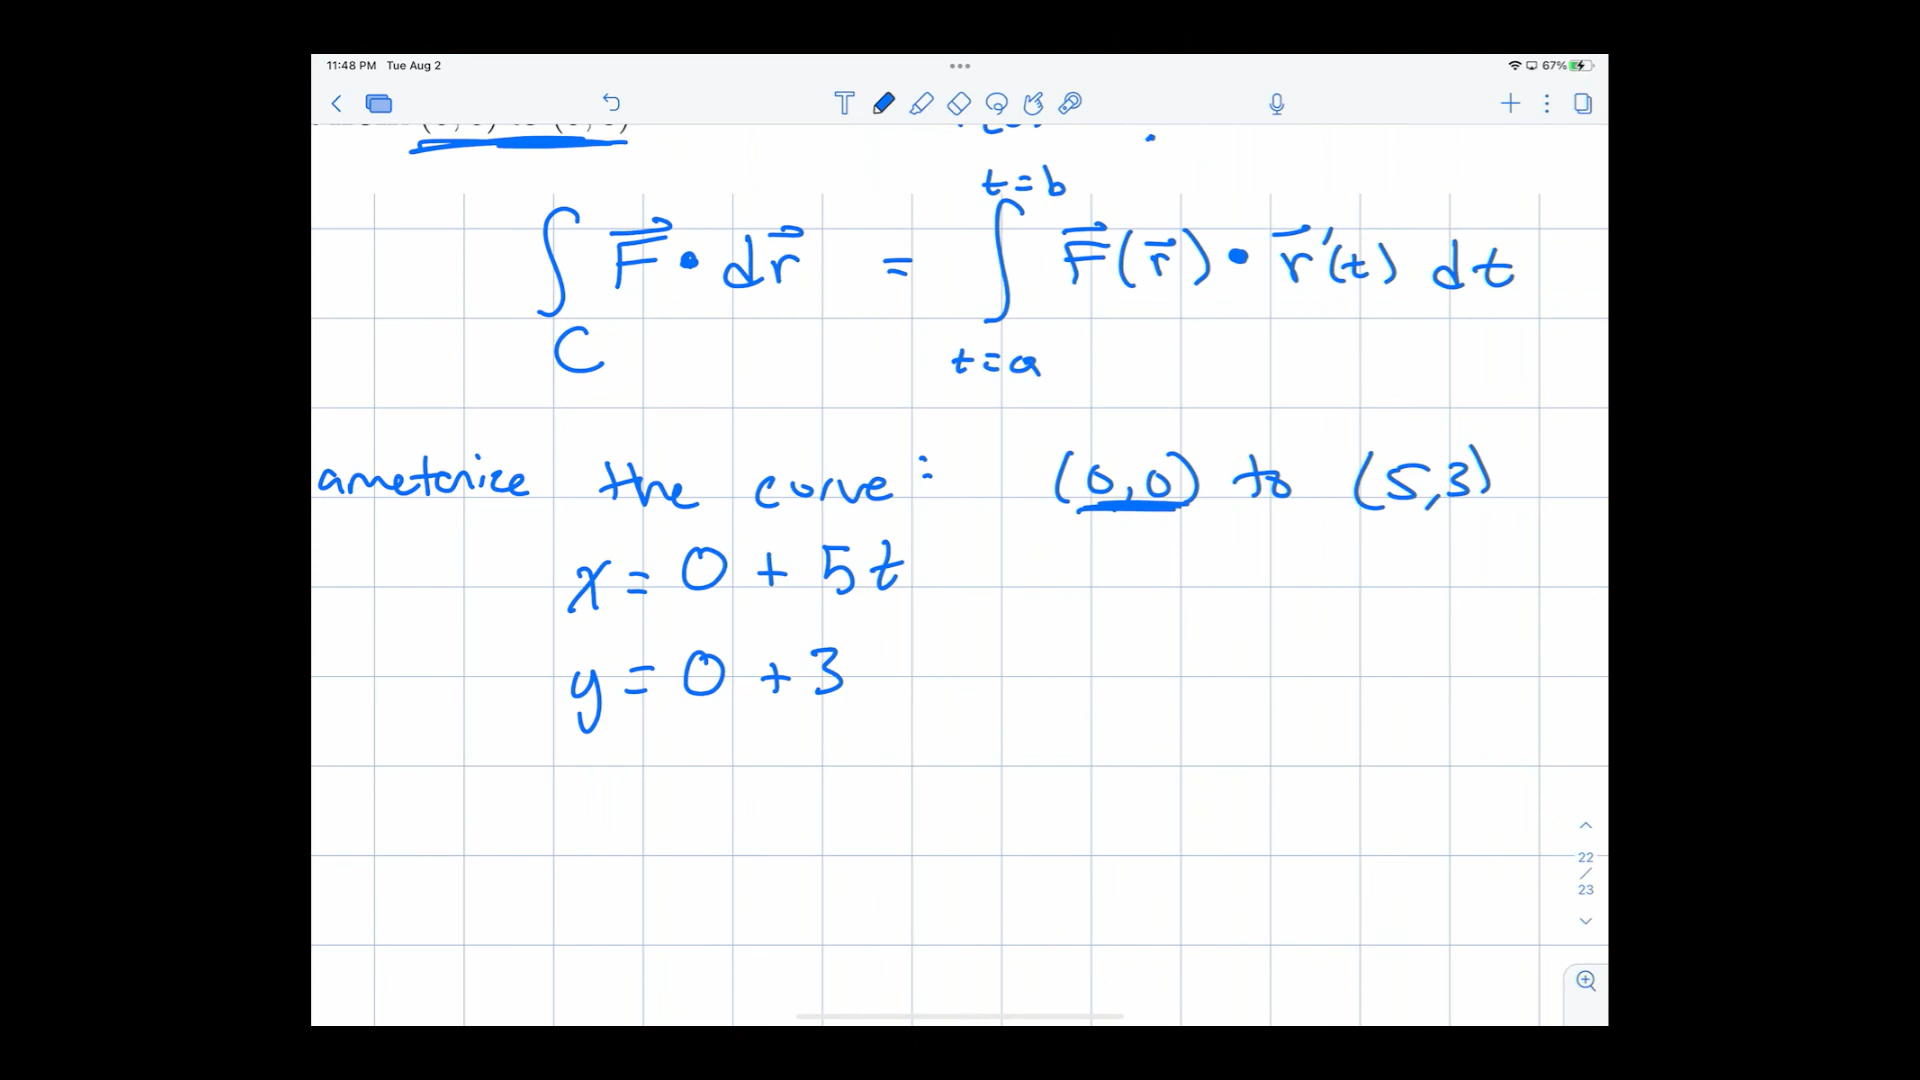 11:48 PM Tue Aug 2
67%
t = b
∫ F⃗ • dr⃗ = ∫ F⃗(r⃗) • r⃗'(t) dt
C
t = a
ameterize the curve: (0,0) to (5,3)
x = 0 + 5t
y = 0 + 3
22
/
23